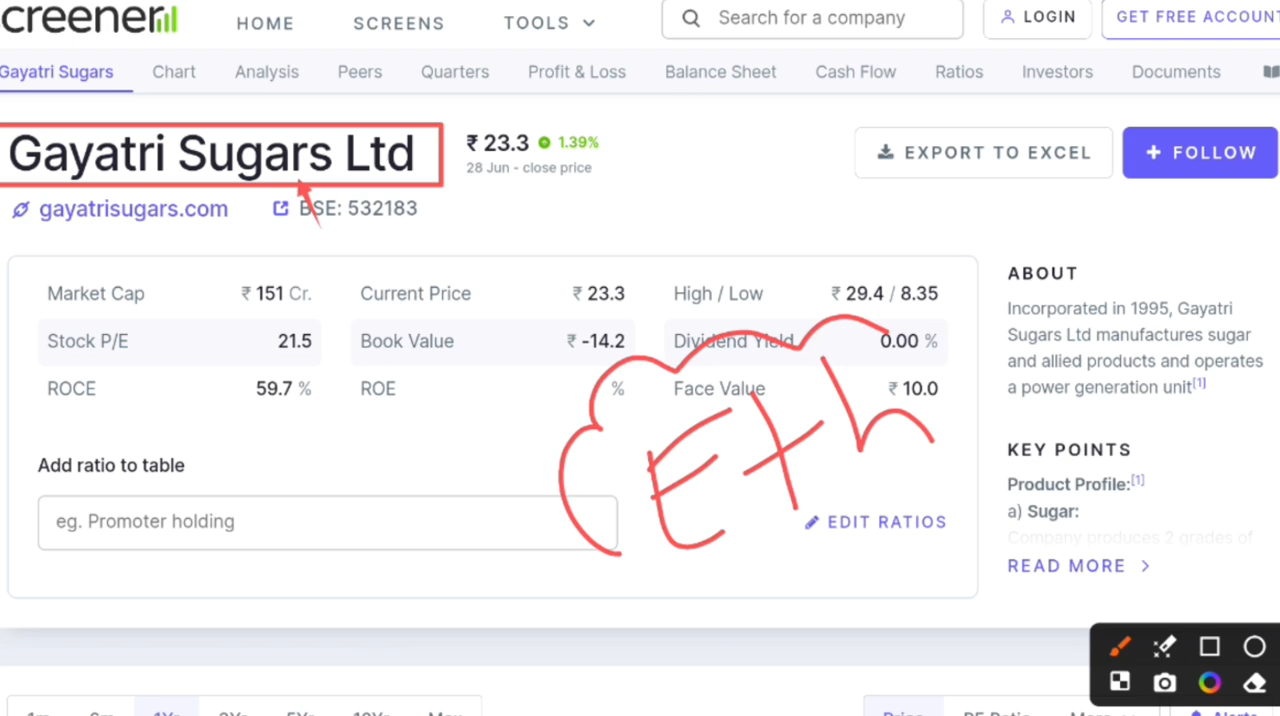 creener
HOME SCREENS TOOLS
Search for a company
LOGIN
GET FREE ACCOUNT
Gayatri Sugars Chart Analysis Peers Quarters Profit & Loss Balance Sheet Cash Flow Ratios Investors Documents
Gayatri Sugars Ltd
₹ 23.3 1.39%
28 Jun - close price
EXPORT TO EXCEL
+ FOLLOW
gayatrisugars.com BSE: 532183
Market Cap ₹ 151 Cr. Current Price ₹ 23.3 High / Low ₹ 29.4 / 8.35
Stock P/E 21.5 Book Value ₹ -14.2 Dividend Yield 0.00 %
ROCE 59.7 % ROE % Face Value ₹ 10.0
Eth
Add ratio to table
eg. Promoter holding
EDIT RATIOS
ABOUT
Incorporated in 1995, Gayatri
Sugars Ltd manufactures sugar
and allied products and operates
a power generation unit[1]
KEY POINTS
Product Profile:[1]
a) Sugar:
Company produces 2 grades of
READ MORE